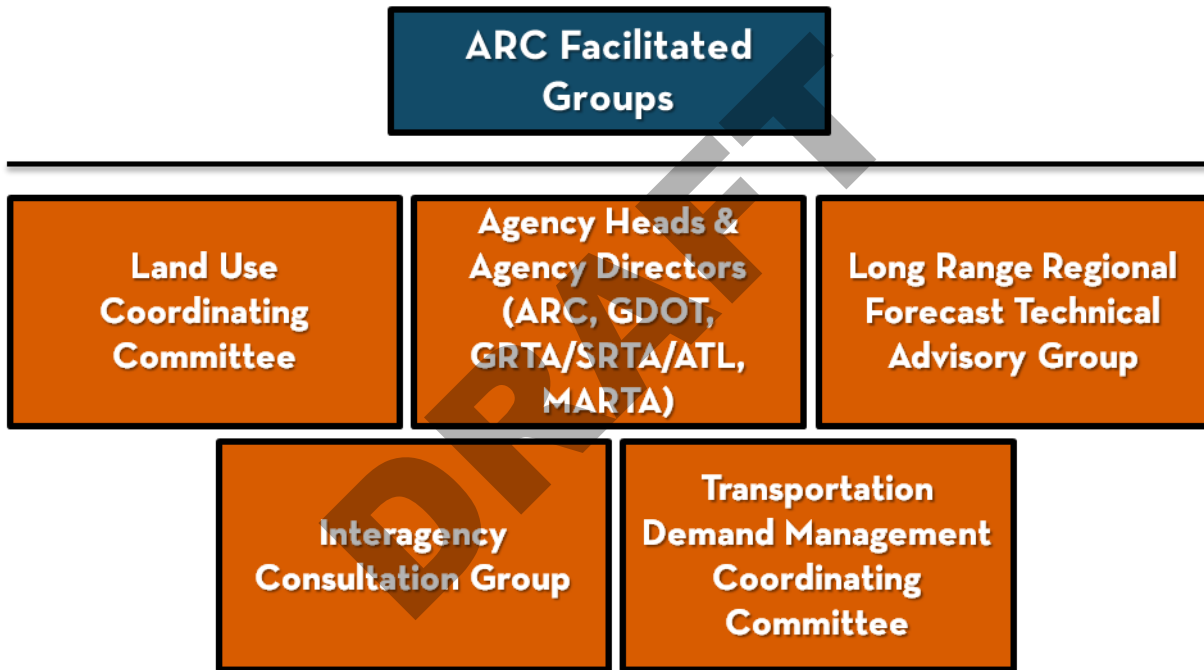 ARC Facilitated
Groups
Land Use
Coordinating
Committee
Agency Heads &
Agency Directors
(ARC, GDOT,
GRTA/SRTA/ATL,
MARTA)
Long Range Regional
Forecast Technical
Advisory Group
Interagency
Consultation Group
Transportation
Demand Management
Coordinating
Committee
DRAFT